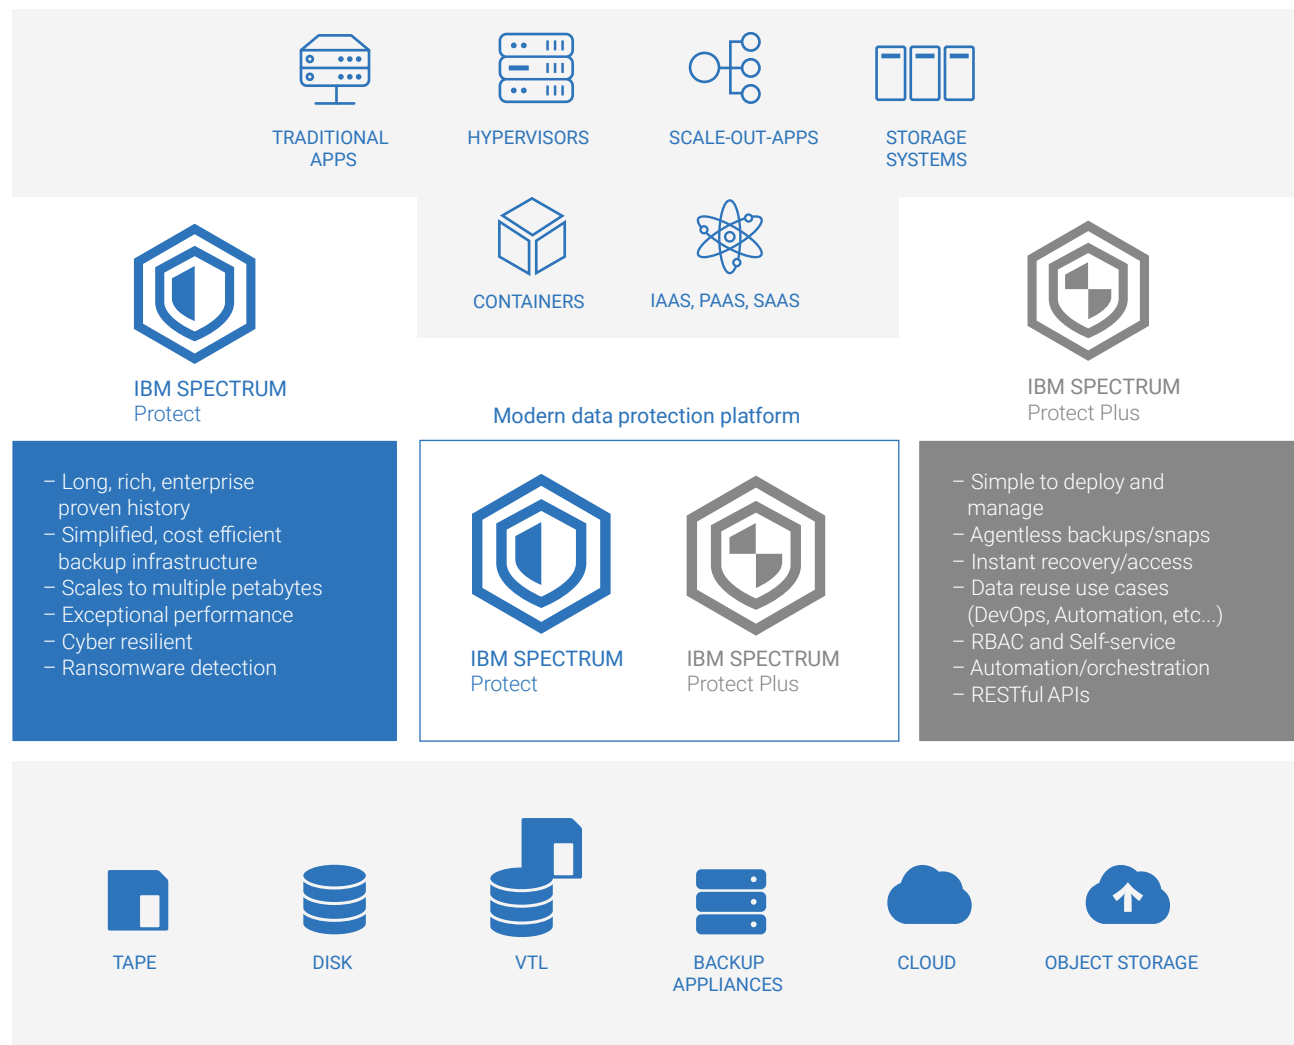 TRADITIONAL
APPS
HYPERVISORS
SCALE-OUT-APPS
STORAGE
SYSTEMS
CONTAINERS
IAAS, PAAS, SAAS
IBM SPECTRUM
Protect
IBM SPECTRUM
Protect Plus
Modern data protection platform
– Long, rich, enterprise
proven history
– Simplified, cost efficient
backup infrastructure
– Scales to multiple petabytes
– Exceptional performance
– Cyber resilient
– Ransomware detection
IBM SPECTRUM
Protect
IBM SPECTRUM
Protect Plus
– Simple to deploy and
manage
– Agentless backups/snaps
– Instant recovery/access
– Data reuse use cases
(DevOps, Automation, etc...)
– RBAC and Self-service
– Automation/orchestration
– RESTful APIs
TAPE
DISK
VTL
BACKUP
APPLIANCES
CLOUD
OBJECT STORAGE